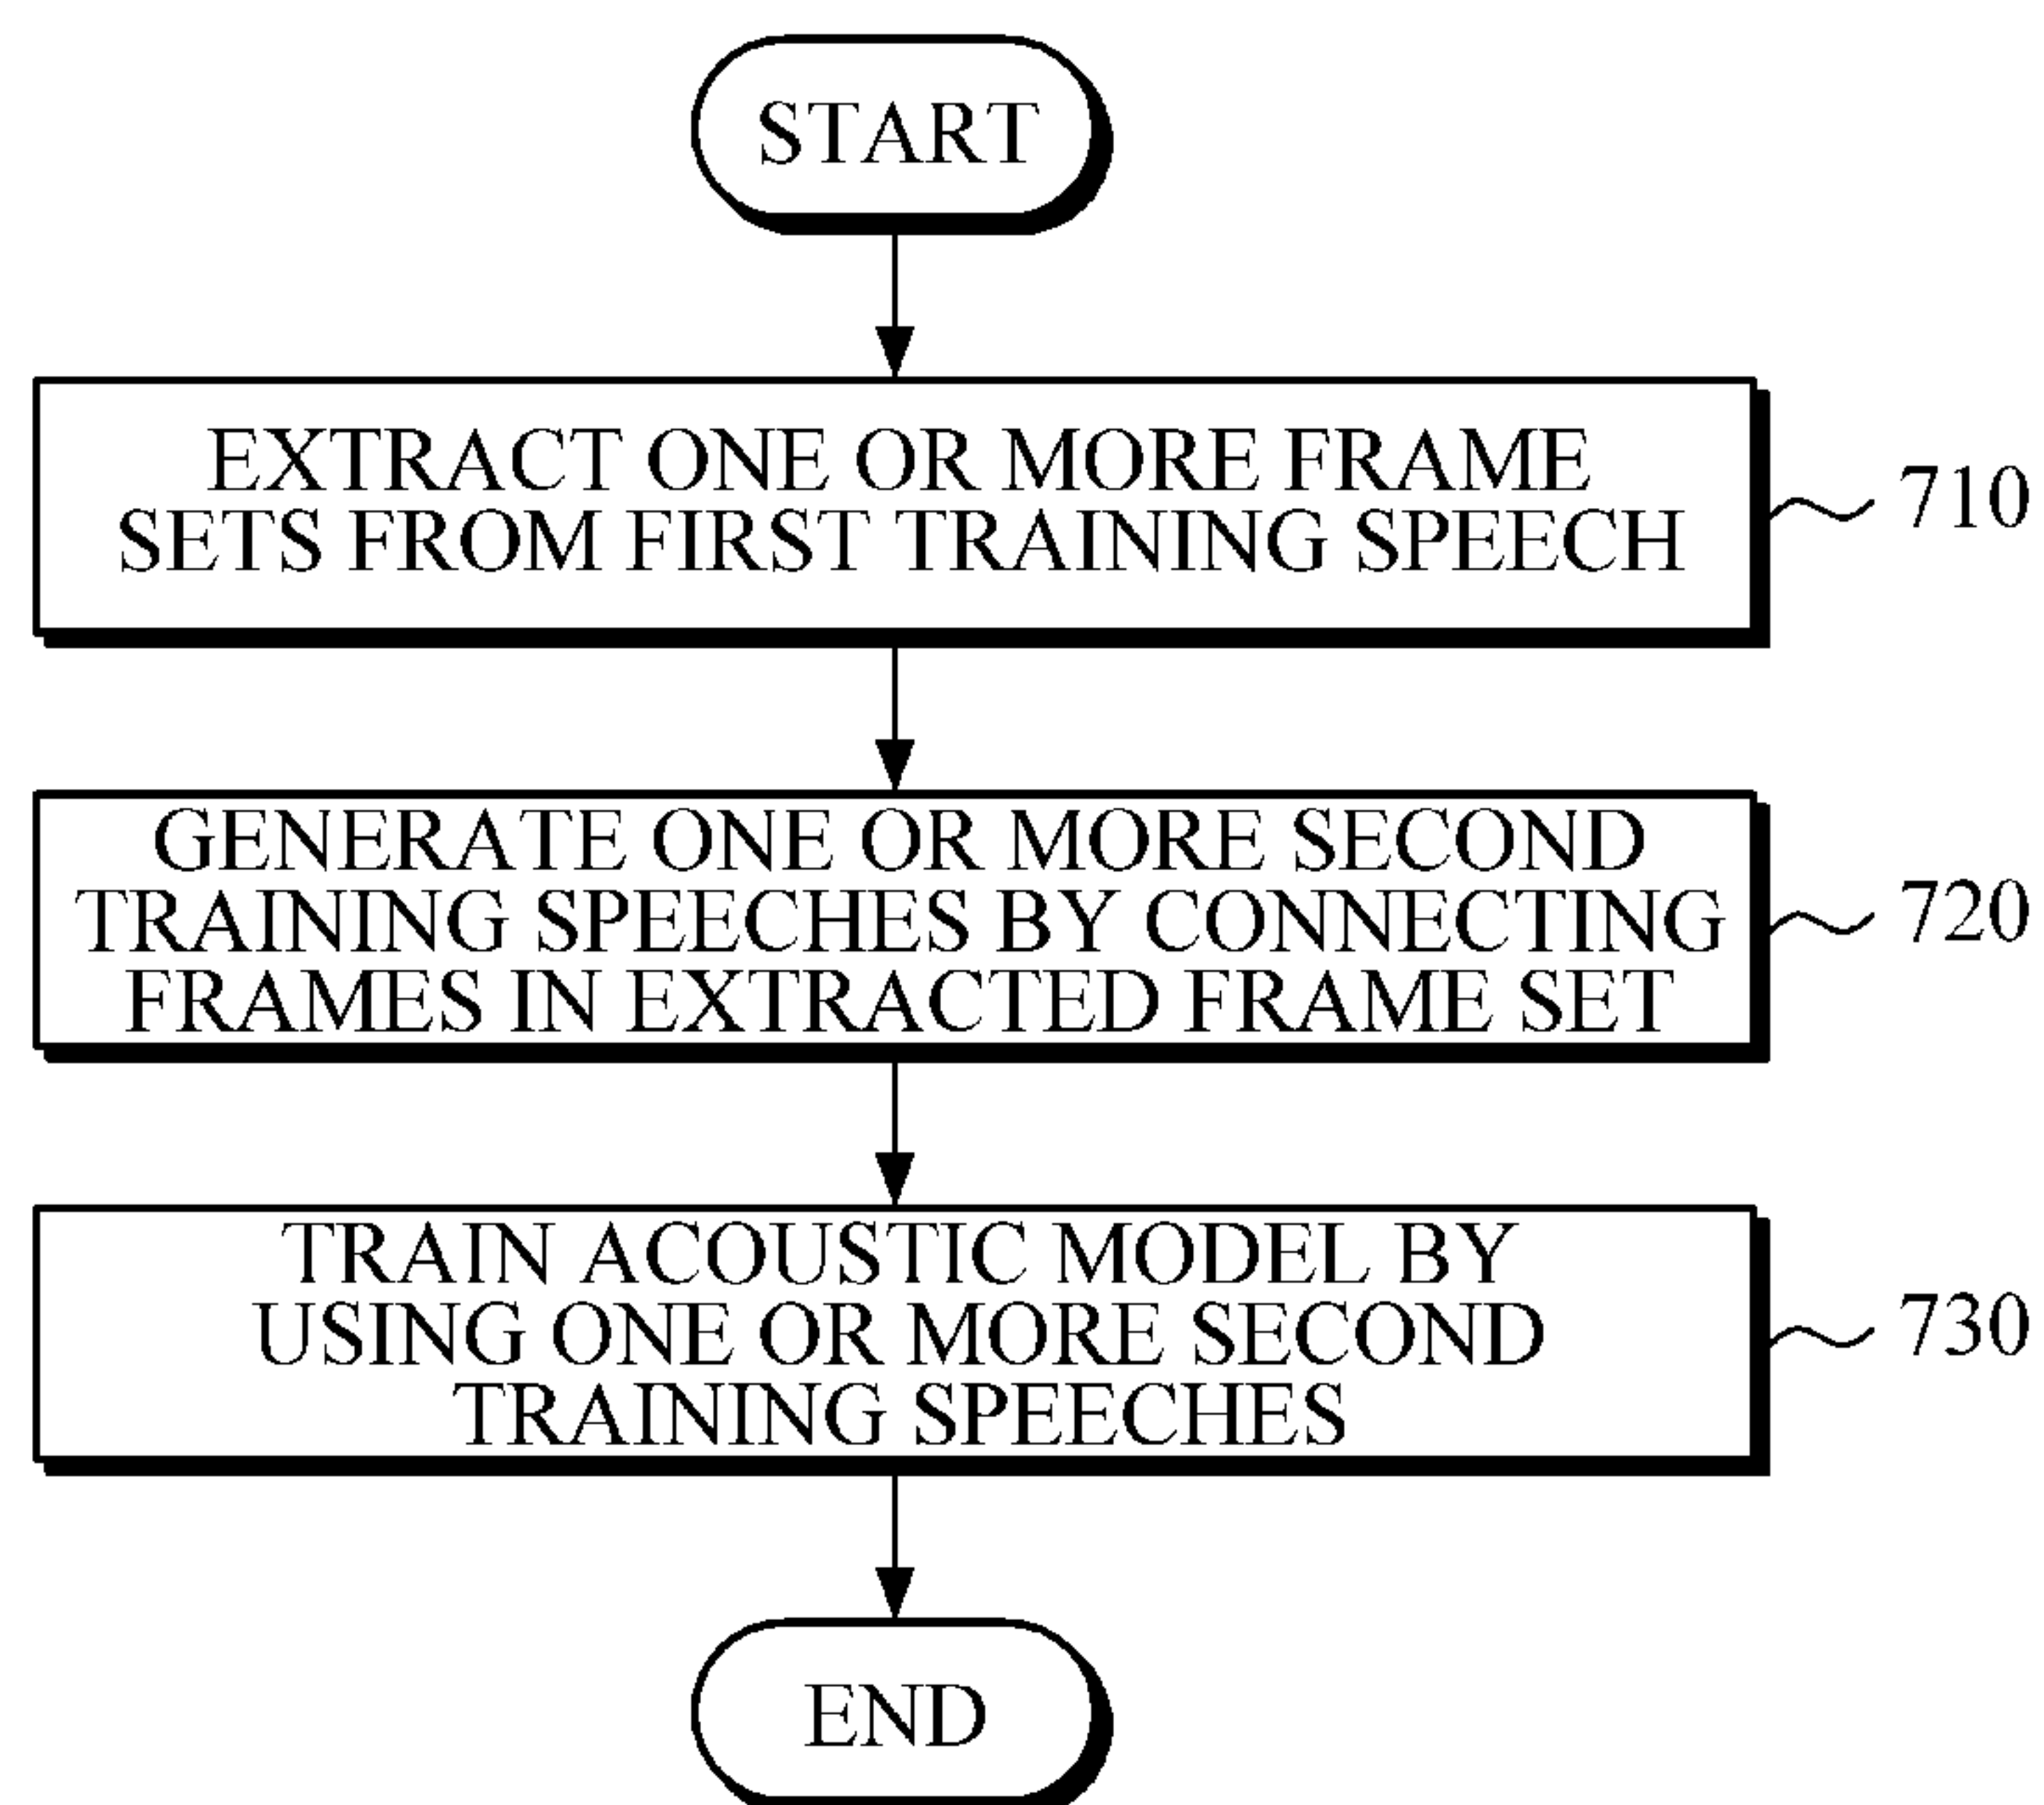 START
EXTRACT ONE OR MORE FRAME
SETS FROM FIRST TRAINING SPEECH
710
GENERATE ONE OR MORE SECOND
TRAINING SPEECHES BY CONNECTING
FRAMES IN EXTRACTED FRAME SET
720
TRAIN ACOUSTIC MODEL BY
USING ONE OR MORE SECOND
TRAINING SPEECHES
730
END